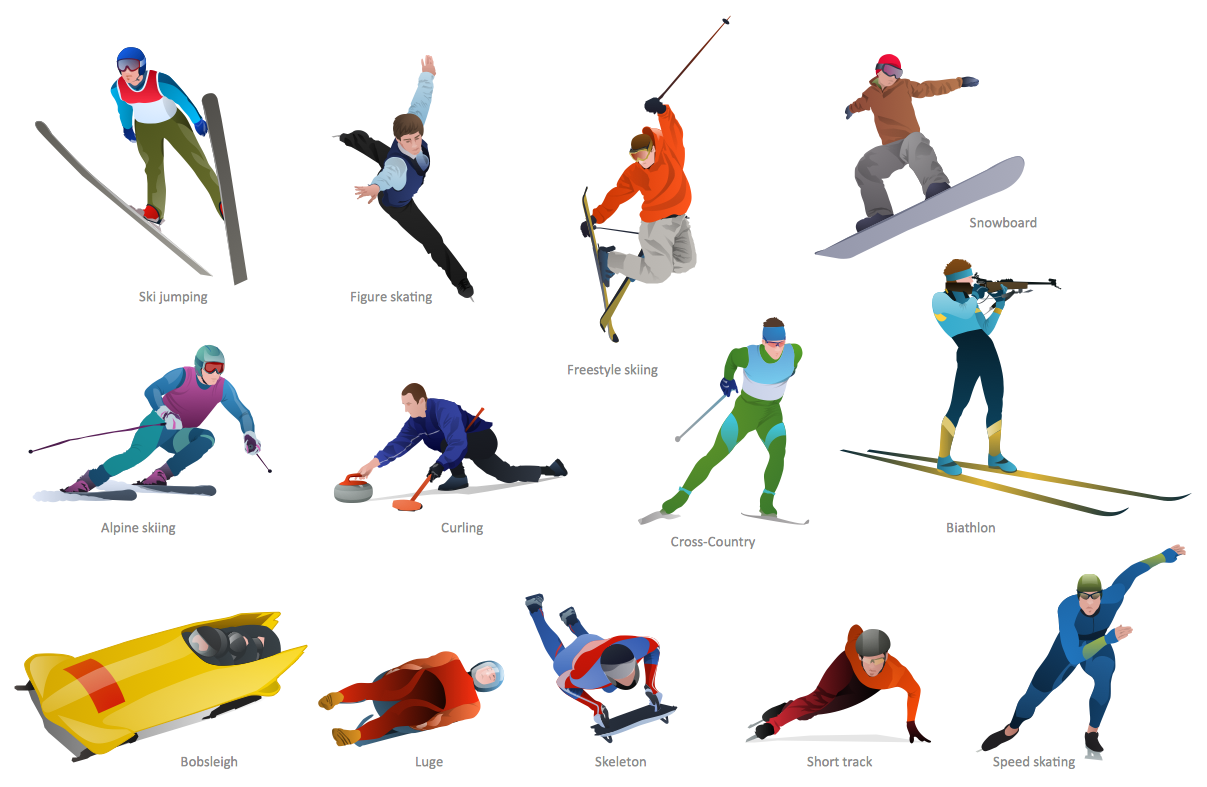 Ski jumping
Figure skating
Freestyle skiing
Snowboard
Alpine skiing
Curling
Cross-Country
Biathlon
Bobsleigh
Luge
Skeleton
Short track
Speed skating